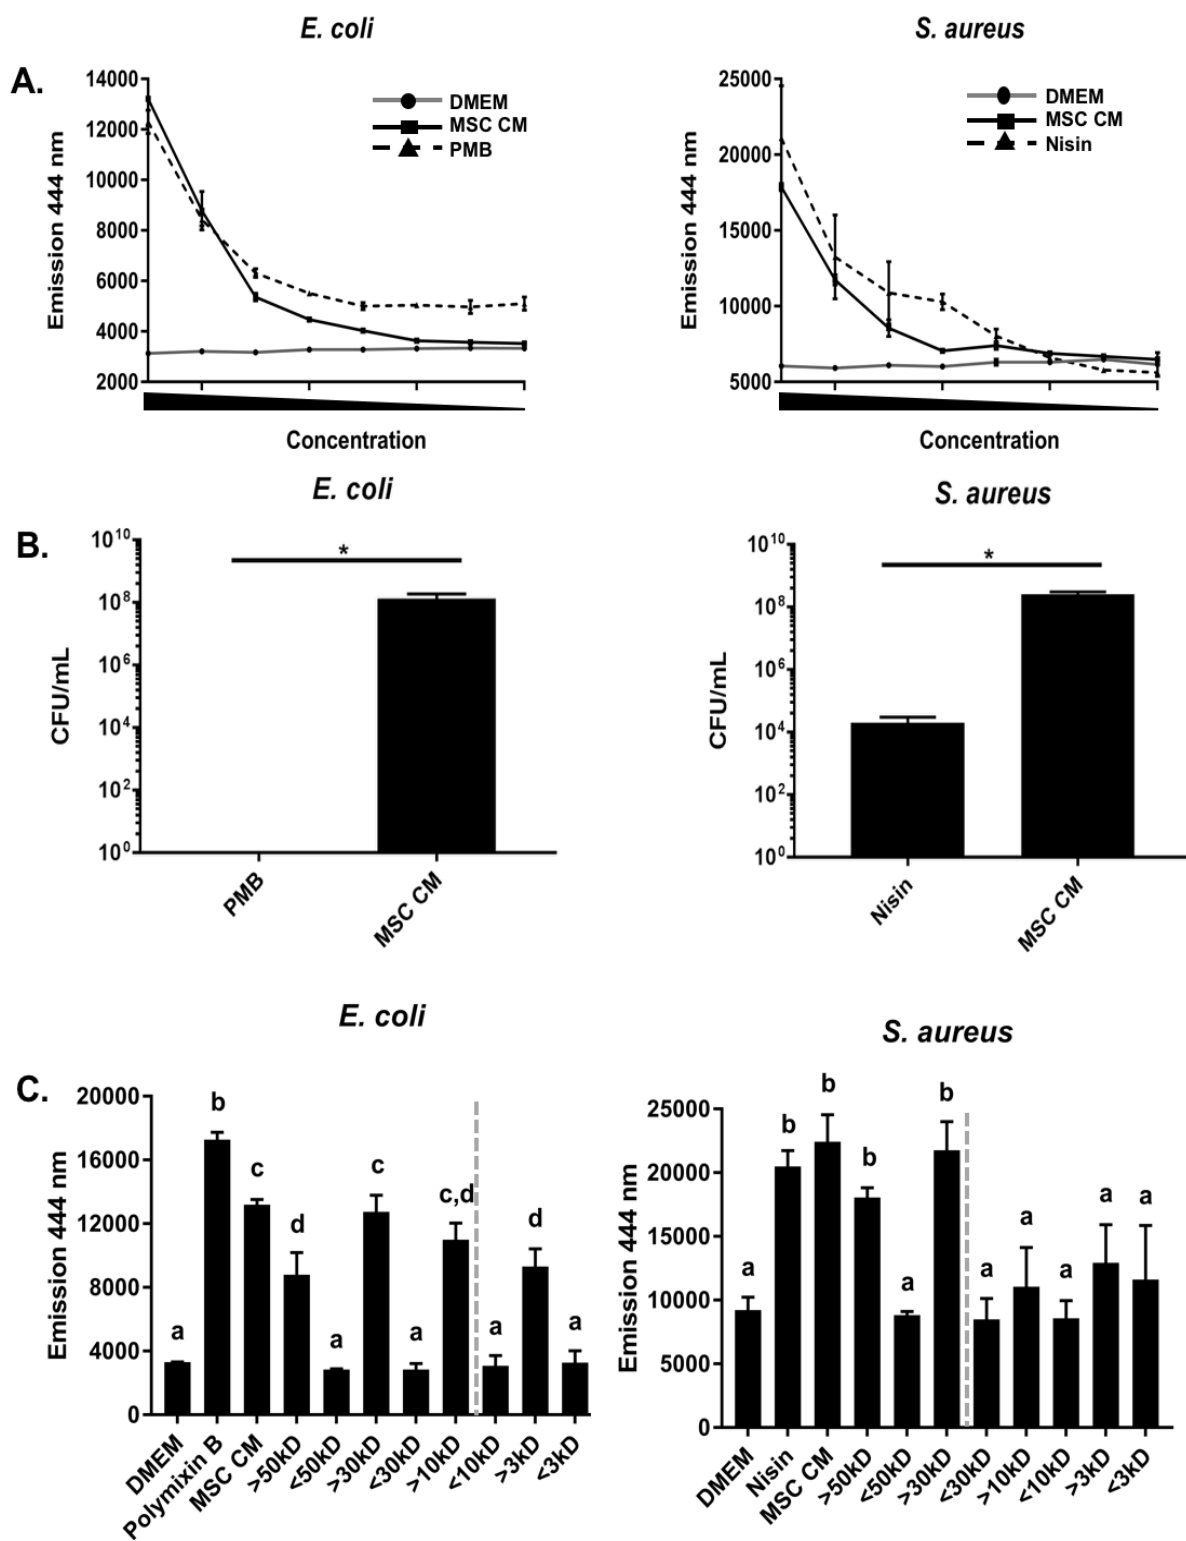 E. coli
S. aureus
A.
14000
12000
10000
8000
6000
4000
2000
Emission 444 nm
DMEM
MSC CM
PMB
Concentration
25000
20000
15000
10000
5000
Emission 444 nm
DMEM
MSC CM
Nisin
Concentration
E. coli
S. aureus
B.
10^10
10^8
10^6
10^4
10^2
10^0
CFU/mL
*
PMB
MSC CM
10^10
10^8
10^6
10^4
10^2
10^0
CFU/mL
*
Nisin
MSC CM
E. coli
S. aureus
C.
20000
16000
12000
8000
4000
0
Emission 444 nm
a
b
c
d
a
c
a
c,d
a
d
a
DMEM
Polymixin B
MSC CM
>50kD
<50kD
>30kD
<30kD
>10kD
<10kD
>3kD
<3kD
25000
20000
15000
10000
5000
0
Emission 444 nm
a
b
b
b
a
b
a
a
a
a
a
DMEM
Nisin
MSC CM
>50kD
<50kD
>30kD
<30kD
>10kD
<10kD
>3kD
<3kD